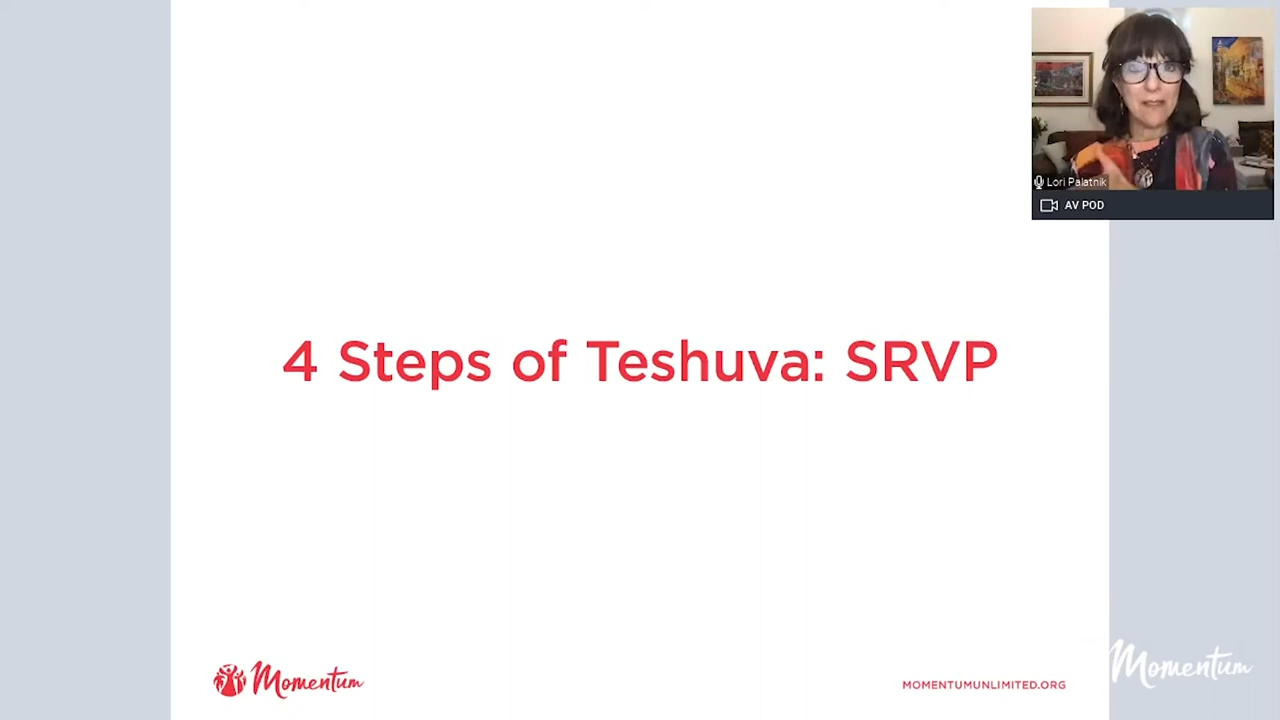 Lori Palatnik
AV POD
4 Steps of Teshuva: SRVP
Momentum
MOMENTUMUNLIMITED.ORG
Momentum